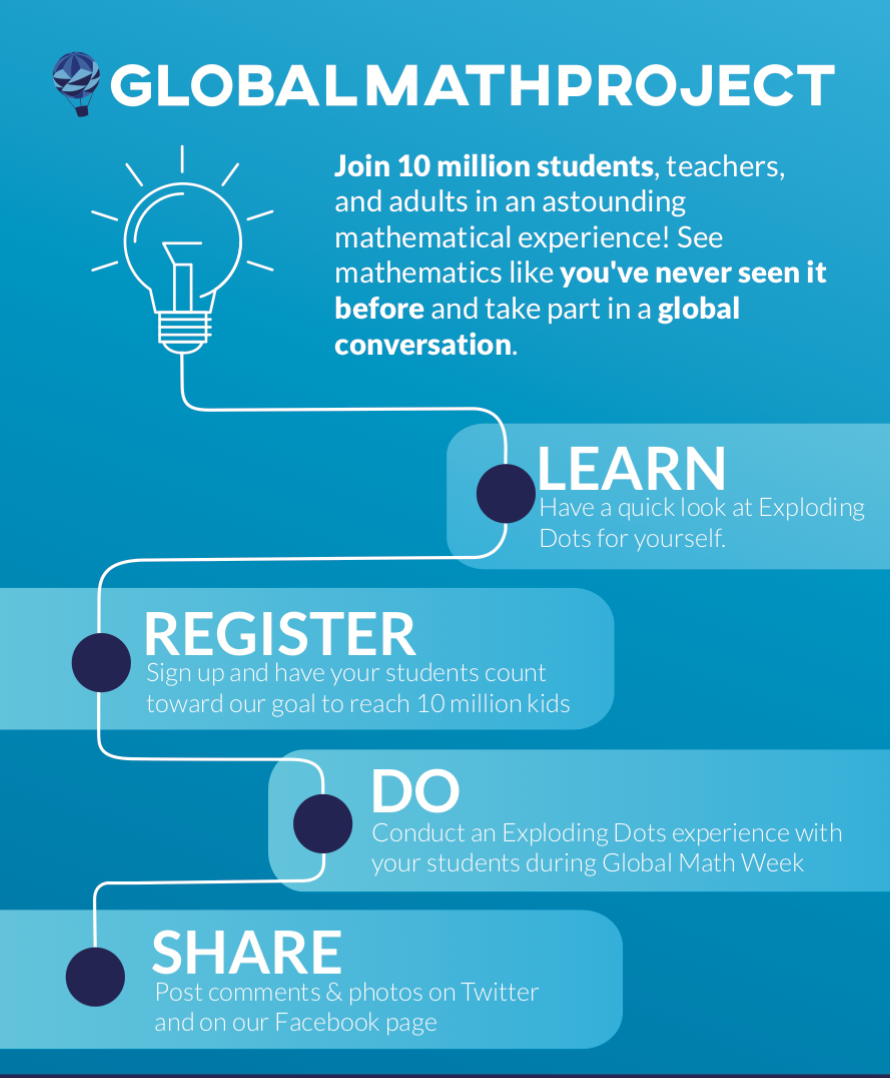 GLOBALMATHPROJECT
Join 10 million students, teachers,
and adults in an astounding
mathematical experience! See
mathematics like you've never seen it
before and take part in a global
conversation.
LEARN
Have a quick look at Exploding
Dots for yourself.
REGISTER
Sign up and have your students count
toward our goal to reach 10 million kids
DO
Conduct an Exploding Dots experience with
your students during Global Math Week
SHARE
Post comments & photos on Twitter
and on our Facebook page